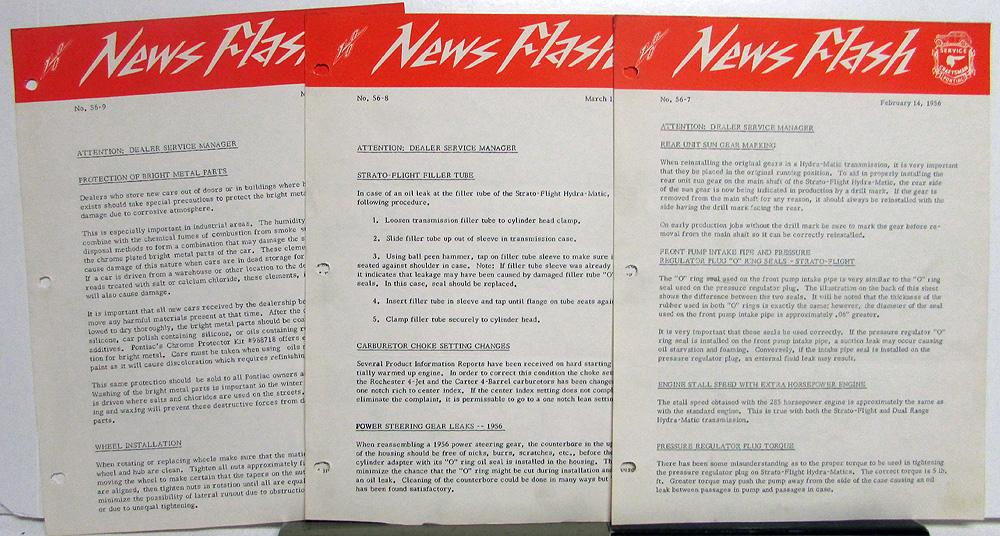 News Flas
No. 56-9
ATTENTION: DEALER SERVICE MANAGER
PROTECTION OF BRIGHT METAL PARTS
Dealers who store new cars out of doors or in buildings where
exists should take special precautions to protect the bright meta
damage due to corrosive atmosphere.
This is especially important in industrial areas. The humidity
combine with the chemical fumes of combustion from smoke
disposal methods to form a combination that may damage the s
the chrome plated bright metal parts of the car. These eleme
cause damage of this nature when cars are in dead storage for
If a car is driven from a warehouse or other location to the de
roads treated with salt or calcium chloride, these elements,
will also cause damage.
It is important that all new cars received by the dealership be
move any harmful materials present at that time. After the
lowed to dry thoroughly, the bright metal parts should be coa
silicone, car polish containing silicone, or oils containing r
additives. Pontiac's Chrome Protector Kit #988718 offers
tion for bright metal. Care must be taken when using oils
paint as it will cause discoloration which requires refinishin
This same protection should be sold to all Pontiac owners a
Washing of the bright metal parts is important in the winter
is driven where salts and chlorides are used on the streets.
ing and waxing will prevent these destructive forces from d
parts.
WHEEL INSTALLATION
When rotating or replacing wheels make sure that the mati
wheel and hub are clean. Tighten all nuts approximately f
moving the wheel to make certain that the tapers on the nut
are aligned, then tighten nuts in rotation until all are equal
minimize the possibility of lateral runout due to obstructio
or due to unequal tightening.
News Flash
No. 56-8 March 1
ATTENTION: DEALER SERVICE MANAGER
STRATO-FLIGHT FILLER TUBE
In case of an oil leak at the filler tube of the Strato-Flight Hydra-Matic,
following procedure.
1. Loosen transmission filler tube to cylinder head clamp.
2. Slide filler tube up out of sleeve in transmission case.
3. Using ball peen hammer, tap on filler tube sleeve to make sure i
seated against shoulder in case. Note: If filler tube sleeve was already
it indicates that leakage may have been caused by damaged filler tube "O"
seals. In this case, seal should be replaced.
4. Insert filler tube in sleeve and tap until flange on tube seats agai
5. Clamp filler tube securely to cylinder head.
CARBURETOR CHOKE SETTING CHANGES
Several Product Information Reports have been received on hard starting
tially warmed up engine. In order to correct this condition the choke set
the Rochester 4-Jet and the Carter 4-Barrel carburetors has been change
one notch rich to center index. If the center index setting does not comp
eliminate the complaint, it is permissable to go to a one notch lean settin
POWER STEERING GEAR LEAKS -- 1956
When reassembling a 1956 power steering gear, the counterbore in the u
of the housing should be free of nicks, burrs, scratches, etc., before the
cylinder adapter with its "O" ring oil seal is installed in the housing. Th
minimize the chance that the "O" ring might be cut during installation and
an oil leak. Cleaning of the counterbore could be done in many ways but
has been found satisfactory.
News Flash
SERVICE
CRAFTSMAN
PONTIAC
No. 56-7 February 14, 1956
ATTENTION: DEALER SERVICE MANAGER
REAR UNIT SUN GEAR MARKING
When reinstalling the original gears in a Hydra-Matic transmission, it is very important
that they be placed in the original running position. To aid in properly installing the
rear unit sun gear on the main shaft of the Strato-Flight Hydra-Matic, the rear side
of the sun gear is now being indicated in production by a drill mark. If the gear is
removed from the main shaft for any reason, it should always be reinstalled with the
side having the drill mark facing the rear.
On early production jobs without the drill mark be sure to mark the gear before re-
moval from the main shaft so it can be correctly reinstalled.
FRONT PUMP INTAKE PIPE AND PRESSURE
REGULATOR PLUG "O" RING SEALS - STRATO-FLIGHT
The "O" ring seal used on the front pump intake pipe is very similar to the "O" ring
seal used on the pressure regulator plug. The illustration on the back of this sheet
shows the difference between the two seals. It will be noted that the thickness of the
rubber used in both "O" rings is exactly the same; however, the diameter of the seal
used on the front pump intake pipe is approximately .06" greater.
It is very important that these seals be used correctly. If the pressure regulator "O"
ring seal is installed on the front pump intake pipe, a suction leak may occur causing
oil starvation and foaming. Conversely, if the intake pipe seal is installed on the
pressure regulator plug, an external fluid leak may result.
ENGINE STALL SPEED WITH EXTRA HORSEPOWER ENGINE
The stall speed obtained with the 285 horsepower engine is approximately the same as
with the standard engine. This is true with both the Strato-Flight and Dual Range
Hydra-Matic transmission.
PRESSURE REGULATOR PLUG TORQUE
There has been some misunderstanding as to the proper torque to be used in tightening
the pressure regulator plug on Strato-Flight Hydra-Matics. The correct torque is 5 lb.
ft. Greater torque may push the pump away from the side of the case causing an oil
leak between passages in pump and passages in case.